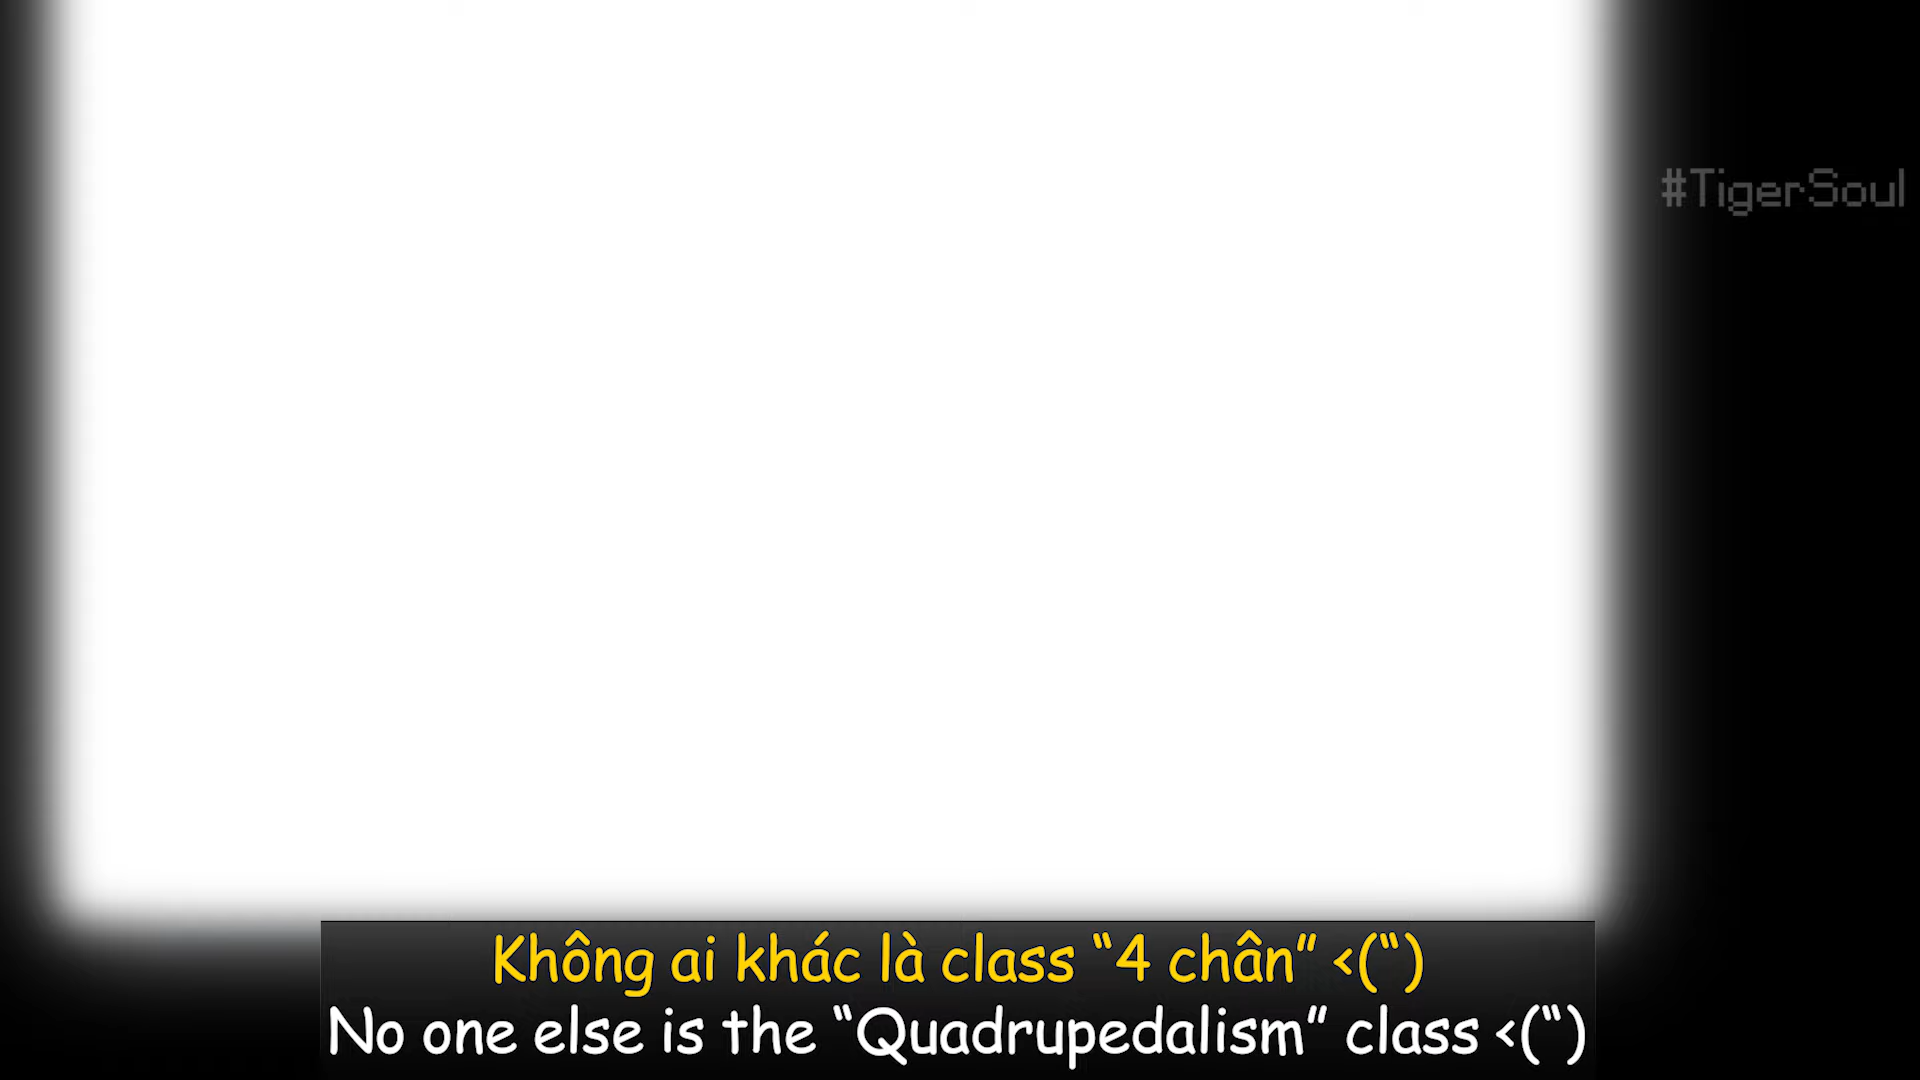 #TigerSoul
Không ai khác là class “4 chân” <(“)
No one else is the “Quadrupedalism” class <(“)